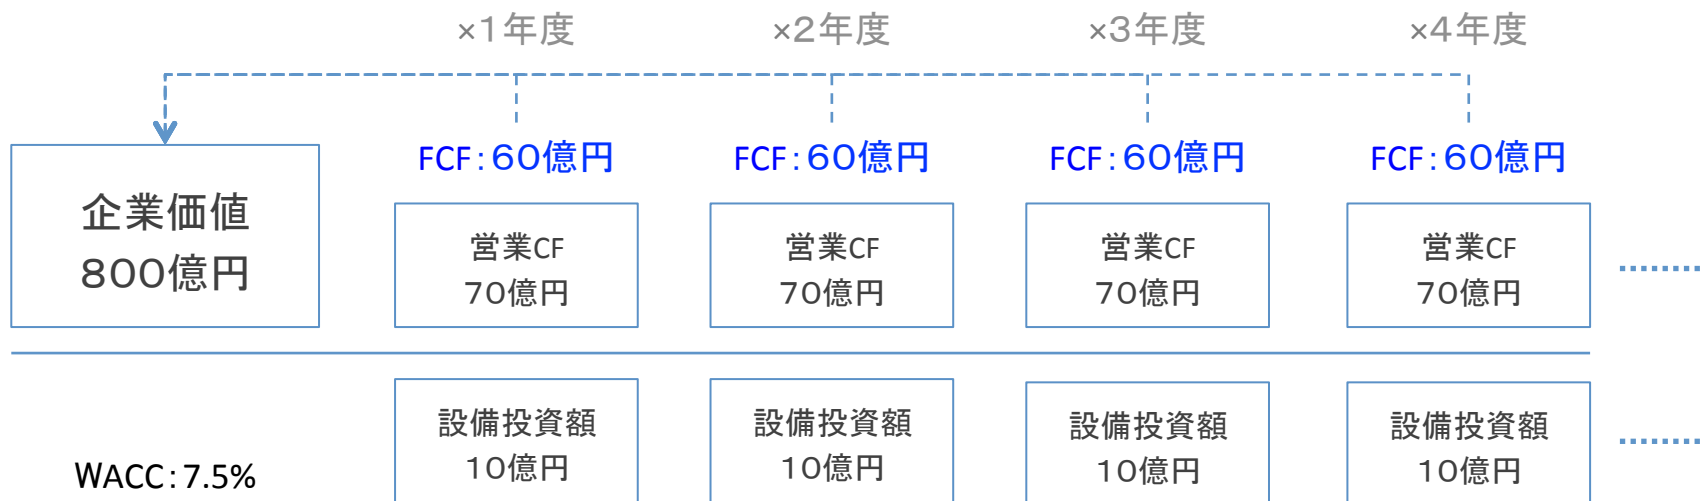 ×1年度 ×2年度 ×3年度 ×4年度
FCF：60億円 FCF：60億円 FCF：60億円 FCF：60億円
企業価値
800億円
営業CF
70億円
営業CF
70億円
営業CF
70億円
営業CF
70億円
WACC：7.5%
設備投資額
10億円
設備投資額
10億円
設備投資額
10億円
設備投資額
10億円